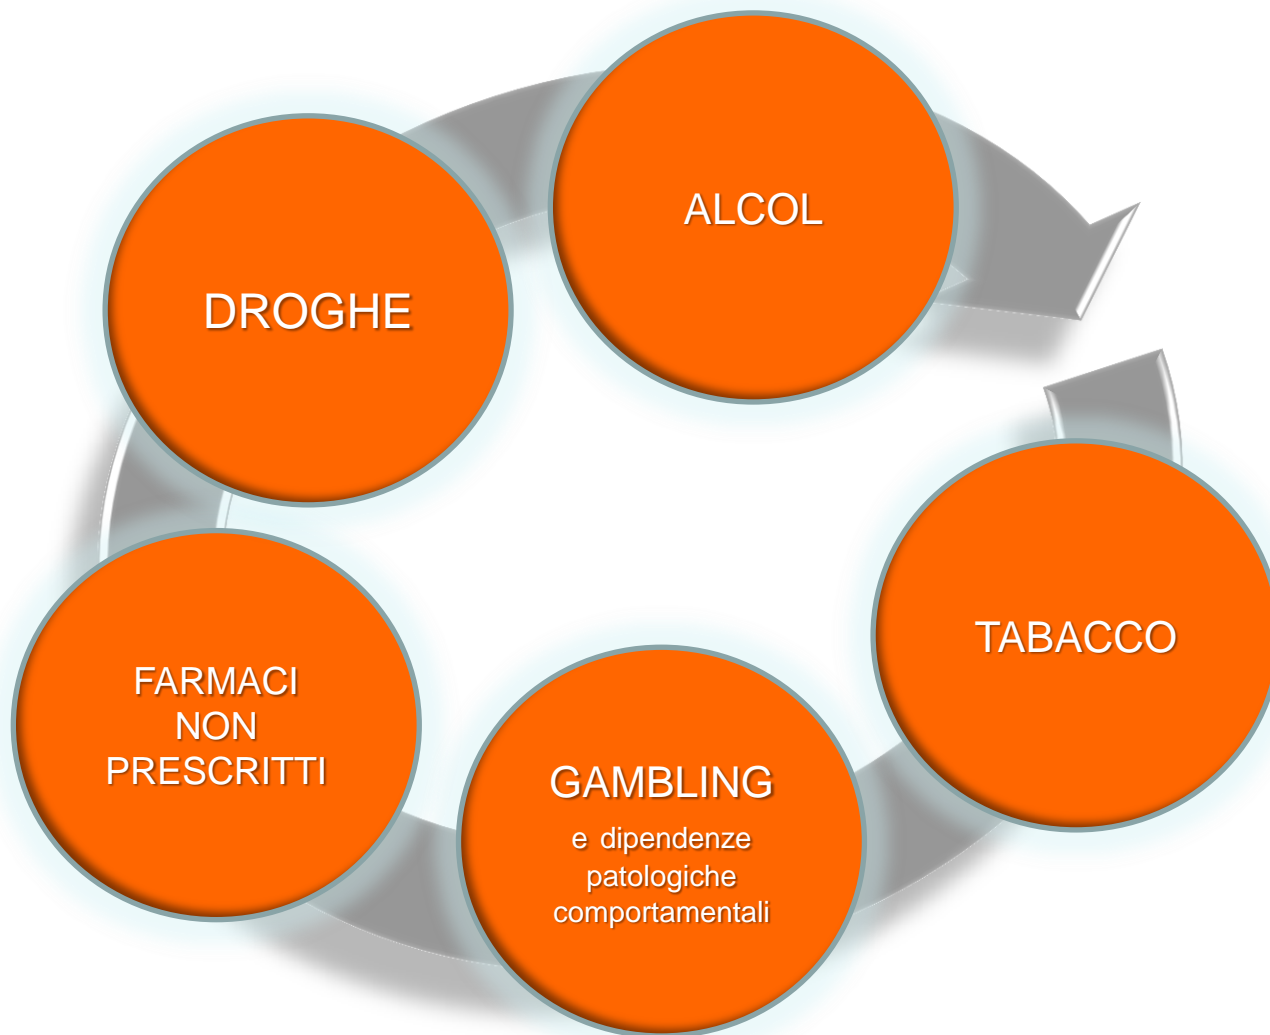 ALCOL
DROGHE
TABACCO
FARMACI
NON
PRESCRITTI
GAMBLING
e dipendenze
patologiche
comportamentali